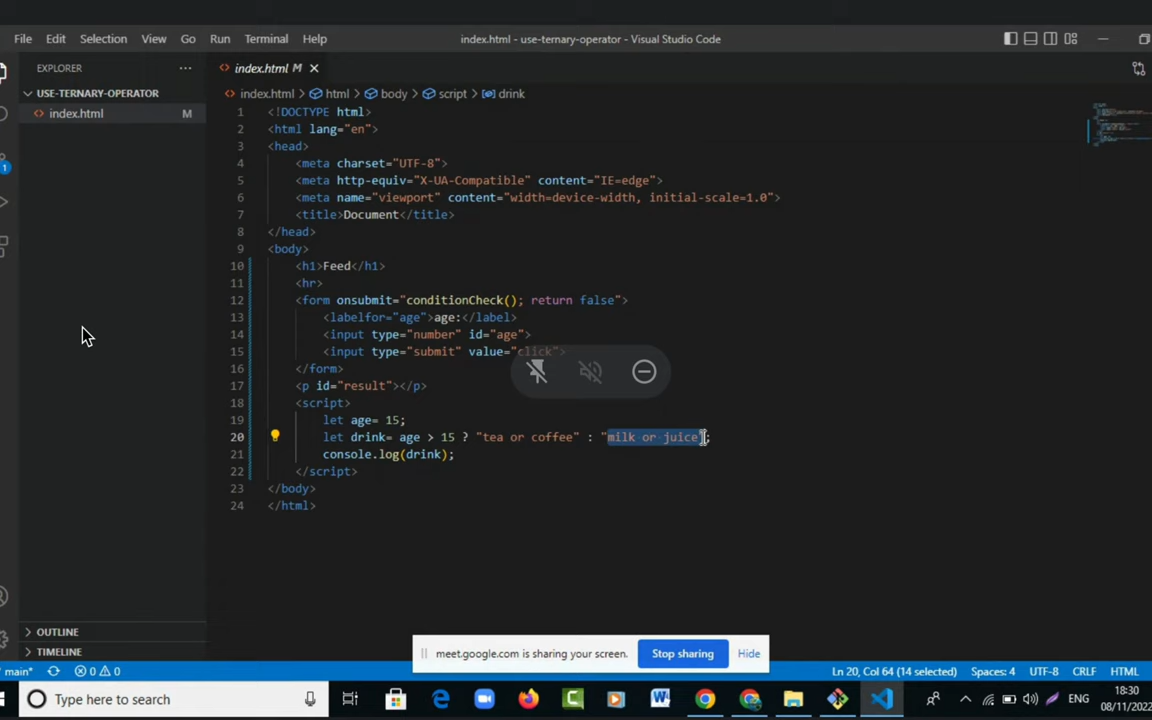 File Edit Selection View Go Run Terminal Help
index.html - use-ternary-operator - Visual Studio Code
EXPLORER
index.html M
USE-TERNARY-OPERATOR
index.html M
index.html > html > body > script > drink
1 <!DOCTYPE html>
2 <html lang="en">
3 <head>
4 <meta charset="UTF-8">
5 <meta http-equiv="X-UA-Compatible" content="IE=edge">
6 <meta name="viewport" content="width=device-width, initial-scale=1.0">
7 <title>Document</title>
8 </head>
9 <body>
10 <h1>Feed</h1>
11 <hr>
12 <form onsubmit="conditionCheck(); return false">
13 <labelfor="age">age:</label>
14 <input type="number" id="age">
15 <input type="submit" value="click">
16 </form>
17 <p id="result"></p>
18 <script>
19 let age= 15;
20 let drink= age > 15 ? "tea or coffee" : "milk or juice";
21 console.log(drink);
22 </script>
23 </body>
24 </html>
1
OUTLINE
TIMELINE
meet.google.com is sharing your screen. Stop sharing Hide
main* 0 0 Ln 20, Col 64 (14 selected) Spaces: 4 UTF-8 CRLF HTML
Type here to search
ENG
18:30
08/11/2022